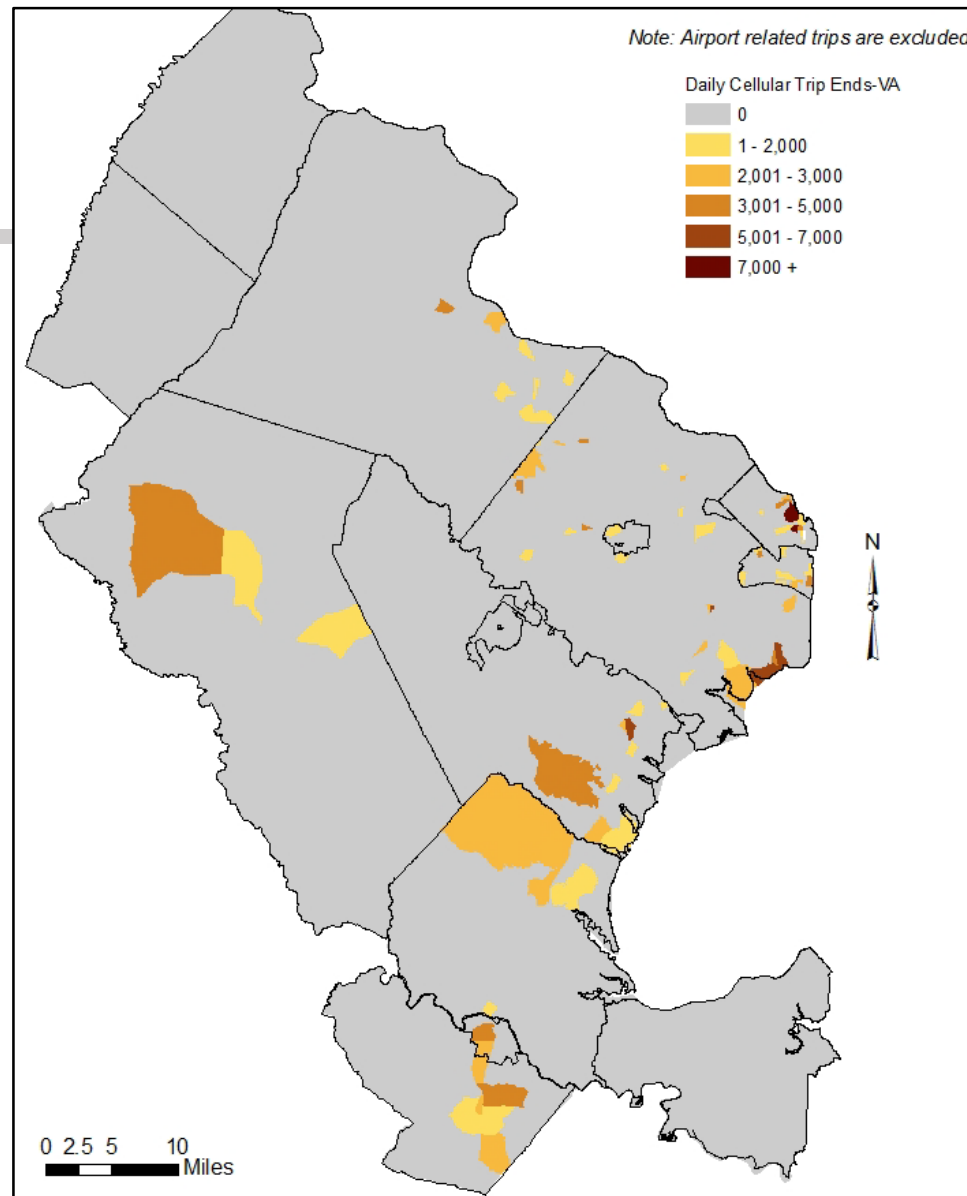 Note: Airport related trips are excluded
Daily Cellular Trip Ends-VA
0
1 - 2,000
2,001 - 3,000
3,001 - 5,000
5,001 - 7,000
7,000 +
N
0 2.5 5 10
Miles